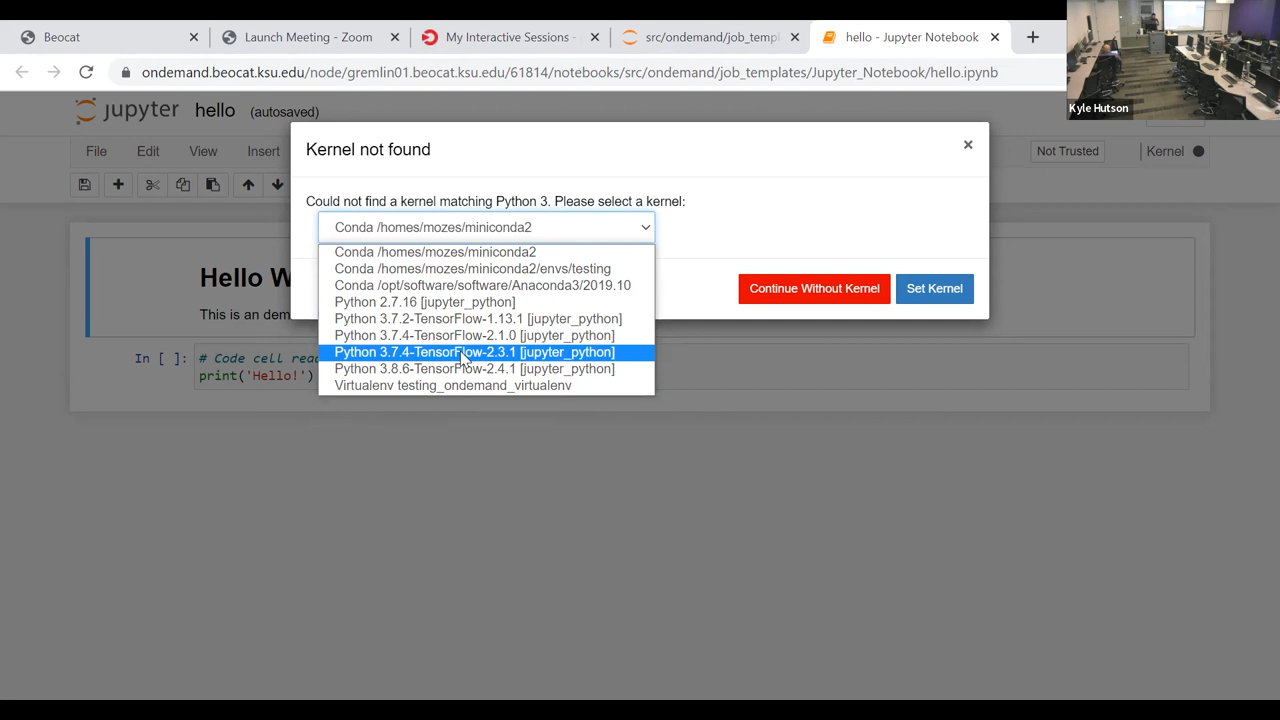 Beocat
Launch Meeting - Zoom
My Interactive Sessions -
src/ondemand/job_templ
hello - Jupyter Notebook
ondemand.beocat.ksu.edu/node/gremlin01.beocat.ksu.edu/61814/notebooks/src/ondemand/job_templates/Jupyter_Notebook/hello.ipynb
Kyle Hutson
jupyter hello (autosaved)
File Edit View Insert
Not Trusted
Kernel
Kernel not found
Could not find a kernel matching Python 3. Please select a kernel:
Conda /homes/mozes/miniconda2
Conda /homes/mozes/miniconda2
Conda /homes/mozes/miniconda2/envs/testing
Conda /opt/software/software/Anaconda3/2019.10
Python 2.7.16 [jupyter_python]
Python 3.7.2-TensorFlow-1.13.1 [jupyter_python]
Python 3.7.4-TensorFlow-2.1.0 [jupyter_python]
Python 3.7.4-TensorFlow-2.3.1 [jupyter_python]
Python 3.8.6-TensorFlow-2.4.1 [jupyter_python]
Virtualenv testing_ondemand_virtualenv
Continue Without Kernel
Set Kernel
Hello W
This is an dem
In [ ]:
# Code cell rea
print('Hello!')